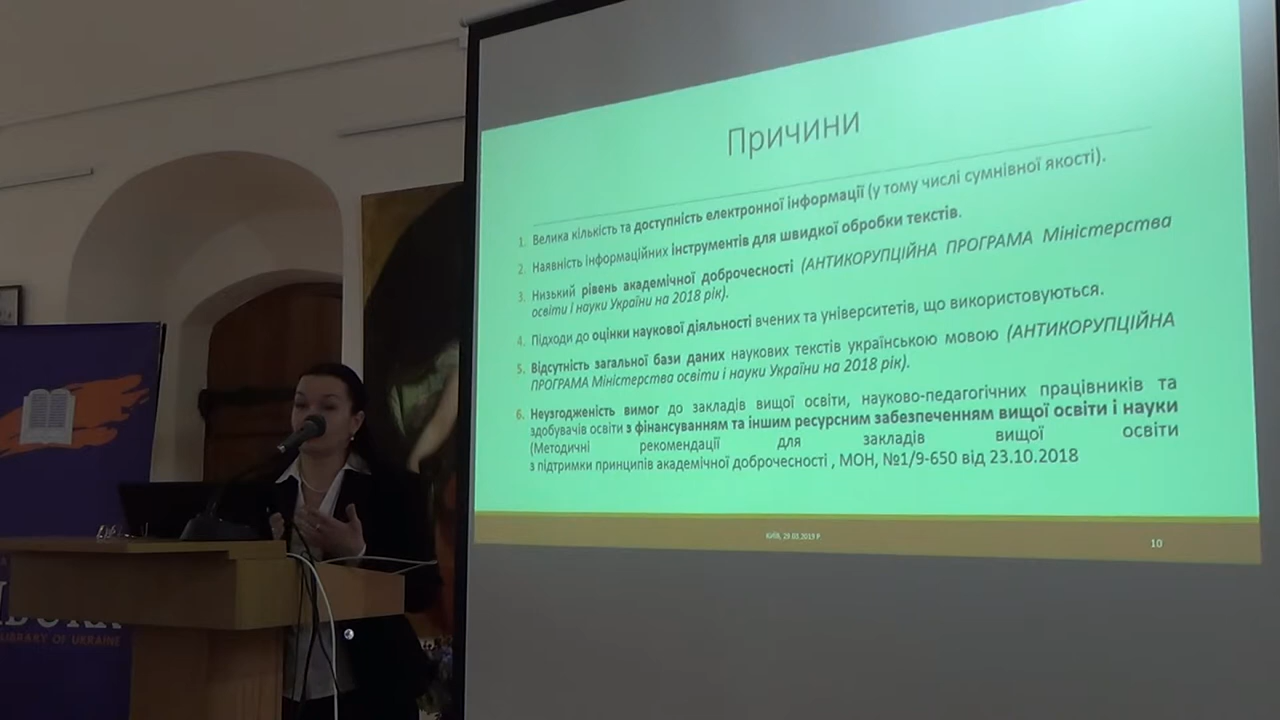 Причини
1. Велика кількість та доступність електронної інформації (у тому числі сумнівної якості).
2. Наявність інформаційних інструментів для швидкої обробки текстів.
3. Низький рівень академічної доброчесності (АНТИКОРУПЦІЙНА ПРОГРАМА Міністерства
освіти і науки України на 2018 рік).
4. Підходи до оцінки наукової діяльності вчених та університетів, що використовуються.
5. Відсутність загальної бази даних наукових текстів українською мовою (АНТИКОРУПЦІЙНА
ПРОГРАМА Міністерства освіти і науки України на 2018 рік).
6. Неузгодженість вимог до закладів вищої освіти, науково-педагогічних працівників та
здобувачів освіти з фінансуванням та іншим ресурсним забезпеченням вищої освіти і науки
(Методичні рекомендації для закладів вищої освіти
з підтримки принципів академічної доброчесності , МОН, №1/9-650 від 23.10.2018
10
LIBRARY OF UKRAINE